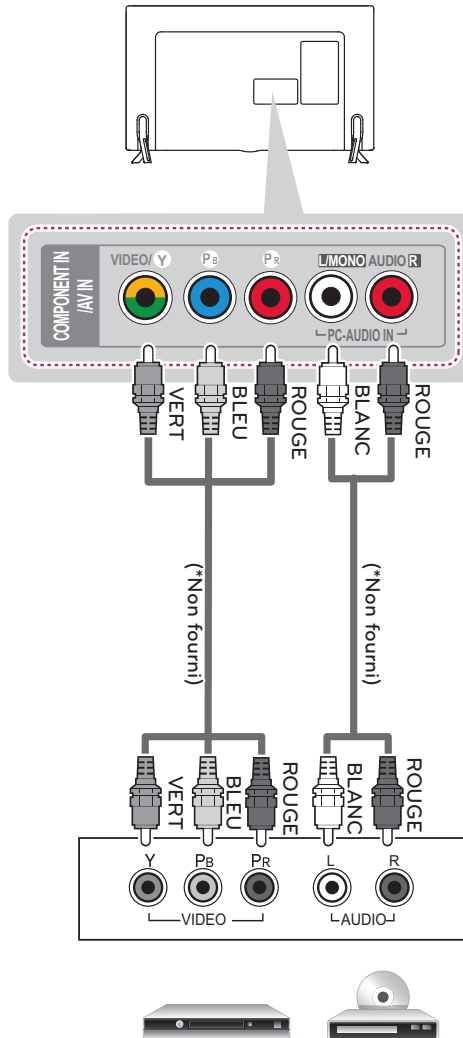 COMPONENT IN
/AV IN
VIDEO/ Y PB PR L/MONO AUDIO R
PC-AUDIO IN
VERT BLEU ROUGE BLANC ROUGE
(*Non fourni) (*Non fourni)
VERT BLEU ROUGE BLANC ROUGE
Y PB PR L R
VIDEO AUDIO